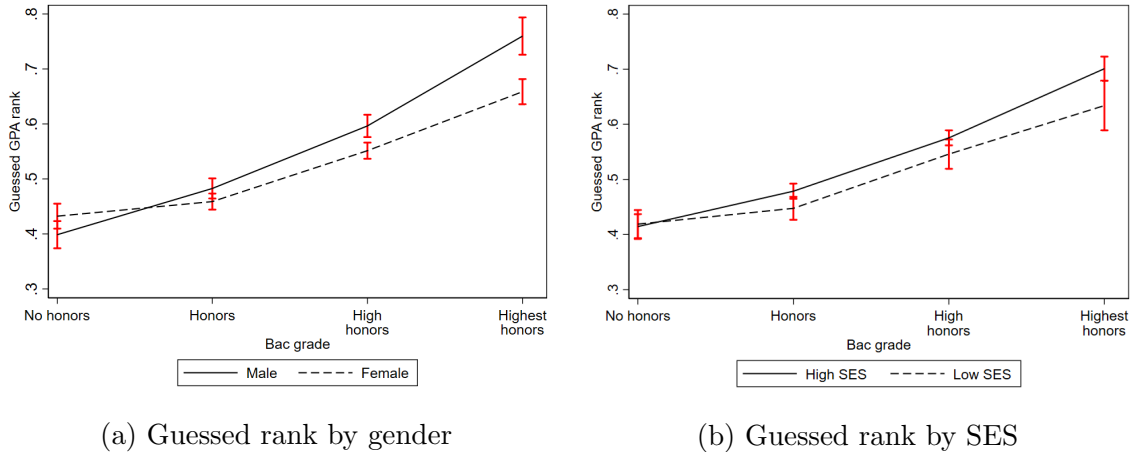 .8
.7
.6
.5
.4
.3
Guessed GPA rank
No honors Honors High honors Highest honors
Bac grade
Male Female
(a) Guessed rank by gender
.8
.7
.6
.5
.4
.3
Guessed GPA rank
No honors Honors High honors Highest honors
Bac grade
High SES Low SES
(b) Guessed rank by SES